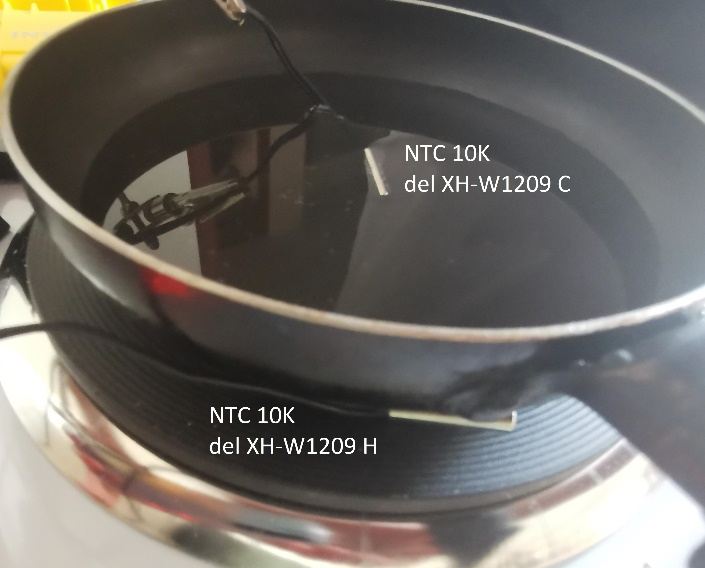 NTC 10K
del XH-W1209 C
NTC 10K
del XH-W1209 H